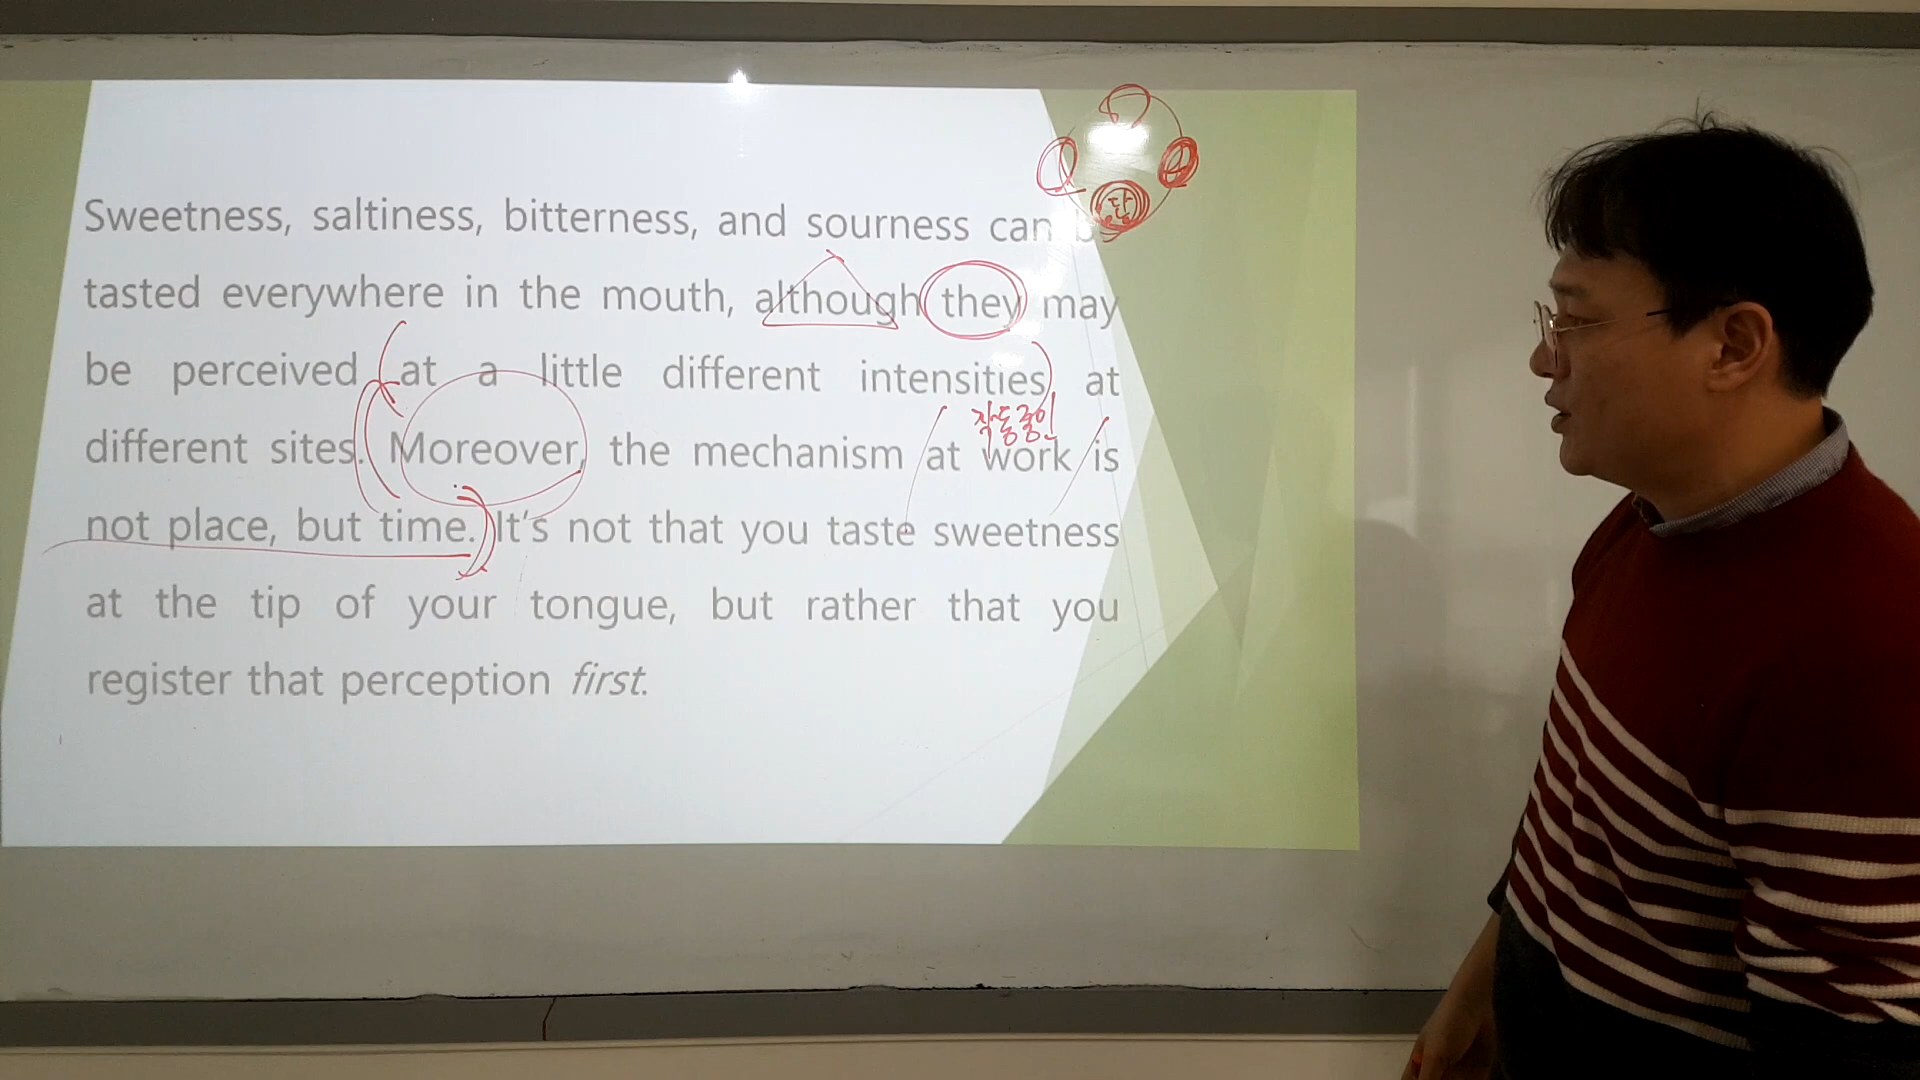 단
Sweetness, saltiness, bitterness, and sourness can b
tasted everywhere in the mouth, although they may
be perceived at a little different intensities at
작동중인
different sites. Moreover, the mechanism at work is
not place, but time. It's not that you taste sweetness
at the tip of your tongue, but rather that you
register that perception first.